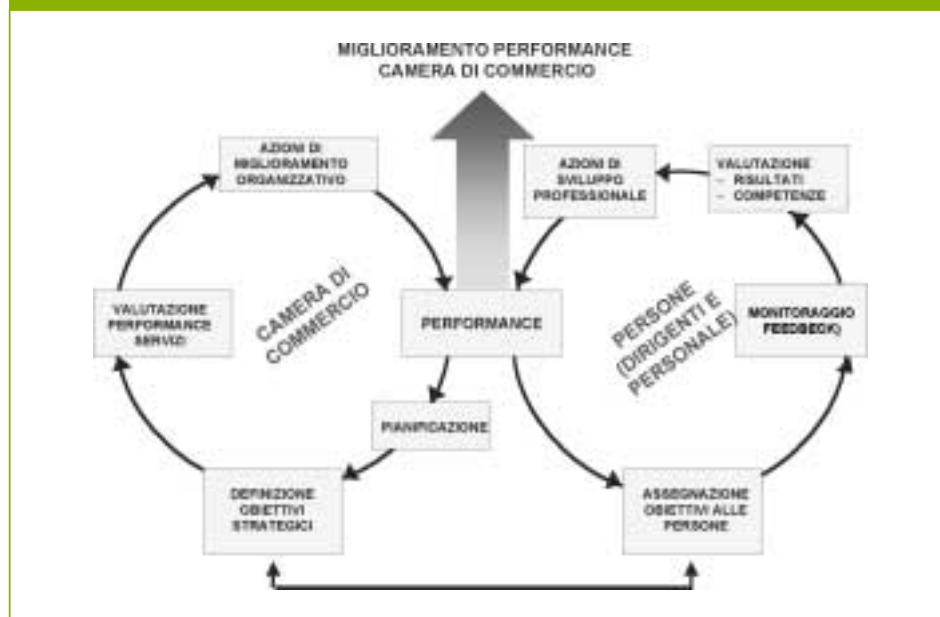 MIGLIORAMENTO PERFORMANCE
CAMERA DI COMMERCIO
AZIONI DI
MIGLIORAMENTO
ORGANIZZATIVO
AZIONI DI
SVILUPPO
PROFESSIONALE
VALUTAZIONE
– RISULTATI
– COMPETENZE
VALUTAZIONE
PERFORMANCE
SERVIZI
CAMERA DI
COMMERCIO
PERFORMANCE
PERSONE
(DIRIGENTI E
PERSONALE)
MONITORAGGIO
FEEDBECK)
PIANIFICAZIONE
DEFINIZIONE
OBIETTIVI
STRATEGICI
ASSEGNAZIONE
OBIETTIVI ALLE
PERSONE